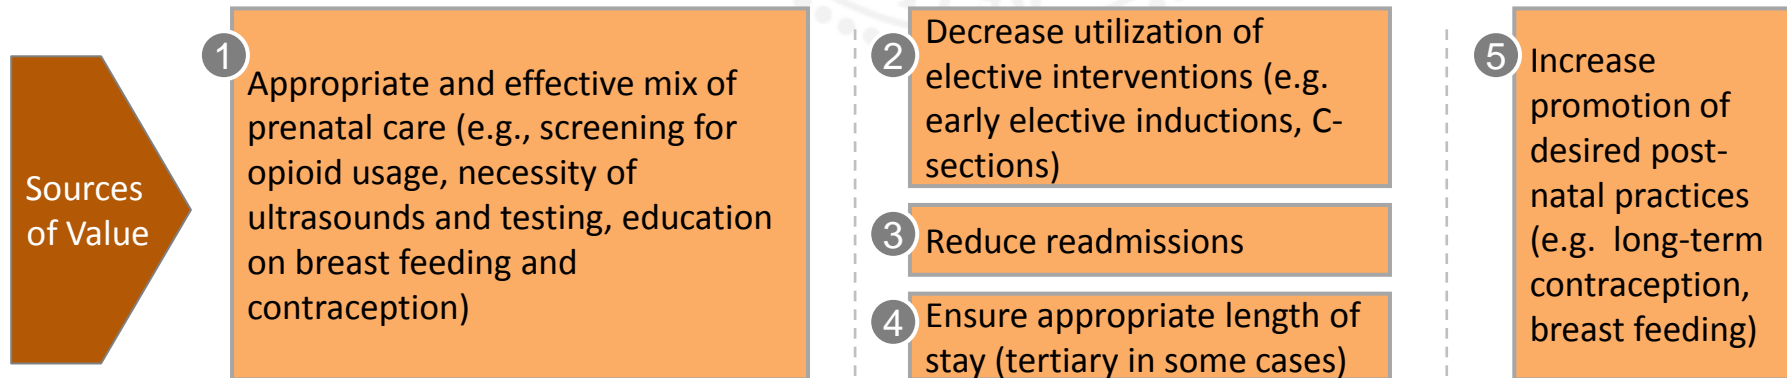 Sources
of Value
1
Appropriate and effective mix of
prenatal care (e.g., screening for
opioid usage, necessity of
ultrasounds and testing, education
on breast feeding and
contraception)
2
Decrease utilization of
elective interventions (e.g.
early elective inductions, C-
sections)
3
Reduce readmissions
4
Ensure appropriate length of
stay (tertiary in some cases)
5
Increase
promotion of
desired post-
natal practices
(e.g. long-term
contraception,
breast feeding)